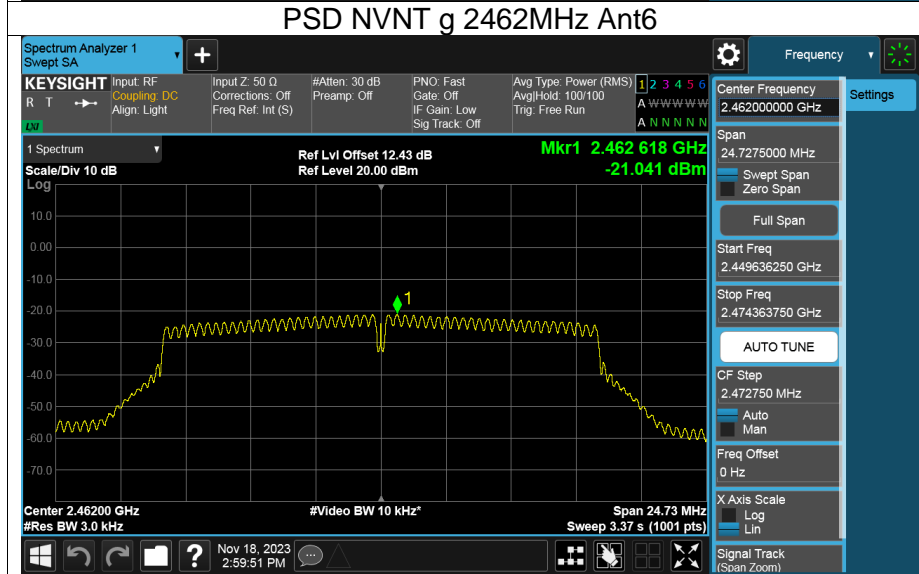 PSD NVNT g 2462MHz Ant6
Spectrum Analyzer 1
Swept SA
+
Frequency
KEYSIGHT
R T
LXI
Input: RF
Coupling: DC
Align: Light
Input Z: 50 Ω
Corrections: Off
Freq Ref: Int (S)
#Atten: 30 dB
Preamp: Off
PNO: Fast
Gate: Off
IF Gain: Low
Sig Track: Off
Avg Type: Power (RMS)
Avg|Hold: 100/100
Trig: Free Run
1 2 3 4 5 6
A W W W W W
A N N N N N
1 Spectrum
Scale/Div 10 dB
Log
Ref Lvl Offset 12.43 dB
Ref Level 20.00 dBm
Mkr1 2.462 618 GHz
-21.041 dBm
10.0
0.00
-10.0
-20.0
-30.0
-40.0
-50.0
-60.0
-70.0
1
Center 2.46200 GHz
#Res BW 3.0 kHz
#Video BW 10 kHz*
Span 24.73 MHz
Sweep 3.37 s (1001 pts)
?
Nov 18, 2023
2:59:51 PM
Center Frequency
2.462000000 GHz
Settings
Span
24.7275000 MHz
Swept Span
Zero Span
Full Span
Start Freq
2.449636250 GHz
Stop Freq
2.474363750 GHz
AUTO TUNE
CF Step
2.472750 MHz
Auto
Man
Freq Offset
0 Hz
X Axis Scale
Log
Lin
Signal Track
(Span Zoom)